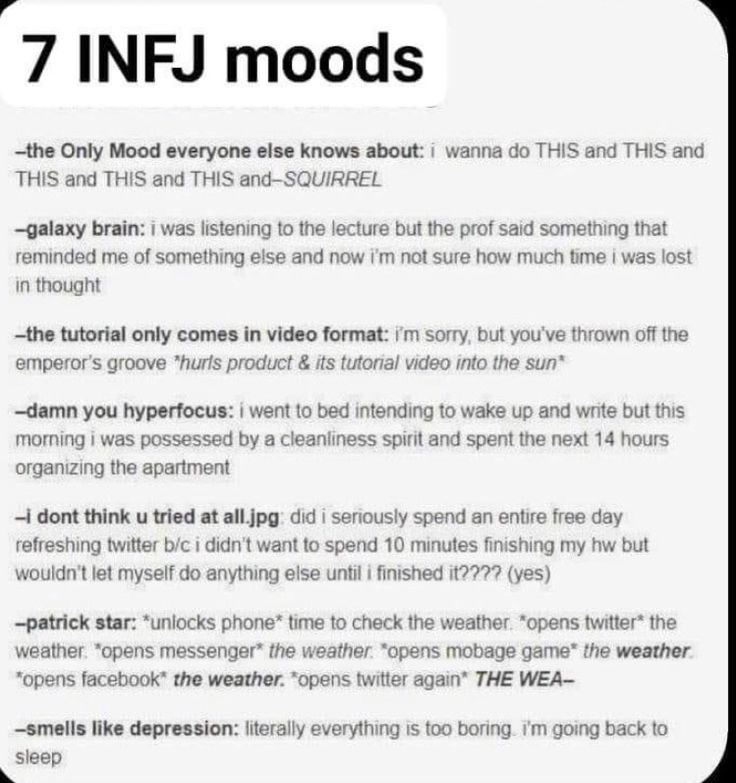 7 INFJ moods
–the Only Mood everyone else knows about: i wanna do THIS and THIS and
THIS and THIS and THIS and–SQUIRREL
–galaxy brain: i was listening to the lecture but the prof said something that
reminded me of something else and now i'm not sure how much time i was lost
in thought
–the tutorial only comes in video format: i'm sorry, but you've thrown off the
emperor's groove *hurls product & its tutorial video into the sun*
–damn you hyperfocus: i went to bed intending to wake up and write but this
morning i was possessed by a cleanliness spirit and spent the next 14 hours
organizing the apartment
–i dont think u tried at all.jpg: did i seriously spend an entire free day
refreshing twitter b/c i didn't want to spend 10 minutes finishing my hw but
wouldn't let myself do anything else until i finished it???? (yes)
–patrick star: *unlocks phone* time to check the weather. *opens twitter* the
weather. *opens messenger* the weather. *opens mobage game* the weather.
*opens facebook* the weather. *opens twitter again* THE WEA–
–smells like depression: literally everything is too boring. i'm going back to
sleep